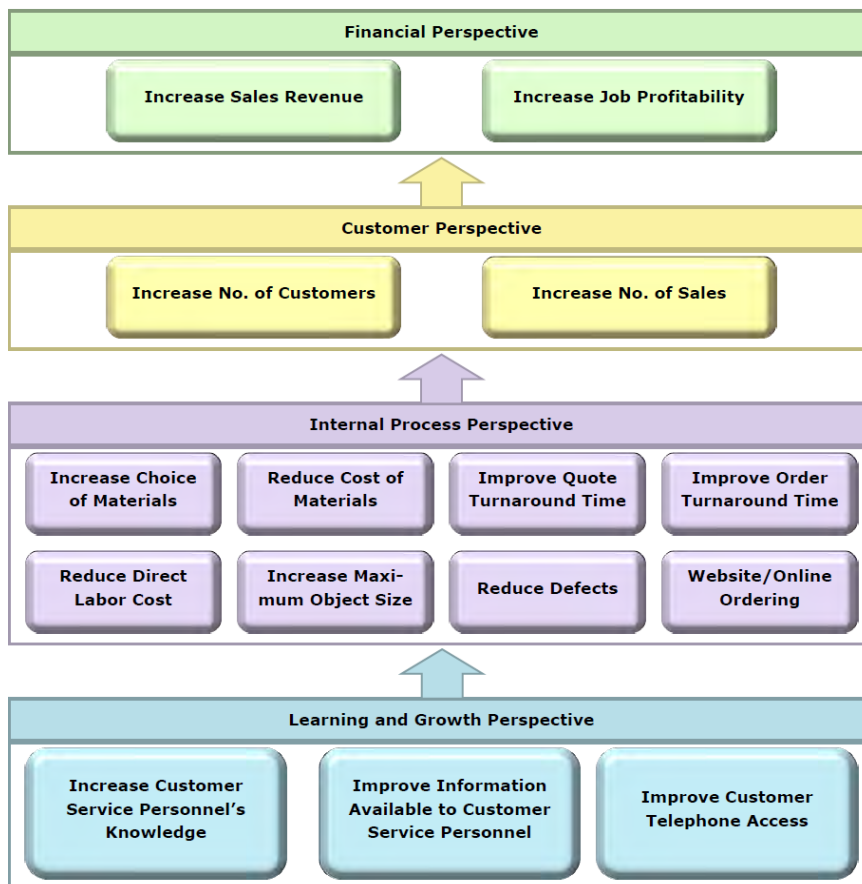 Financial Perspective
Increase Sales Revenue
Increase Job Profitability
Customer Perspective
Increase No. of Customers
Increase No. of Sales
Internal Process Perspective
Increase Choice
of Materials
Reduce Cost of
Materials
Improve Quote
Turnaround Time
Improve Order
Turnaround Time
Reduce Direct
Labor Cost
Increase Maxi-
mum Object Size
Reduce Defects
Website/Online
Ordering
Learning and Growth Perspective
Increase Customer
Service Personnel’s
Knowledge
Improve Information
Available to Customer
Service Personnel
Improve Customer
Telephone Access